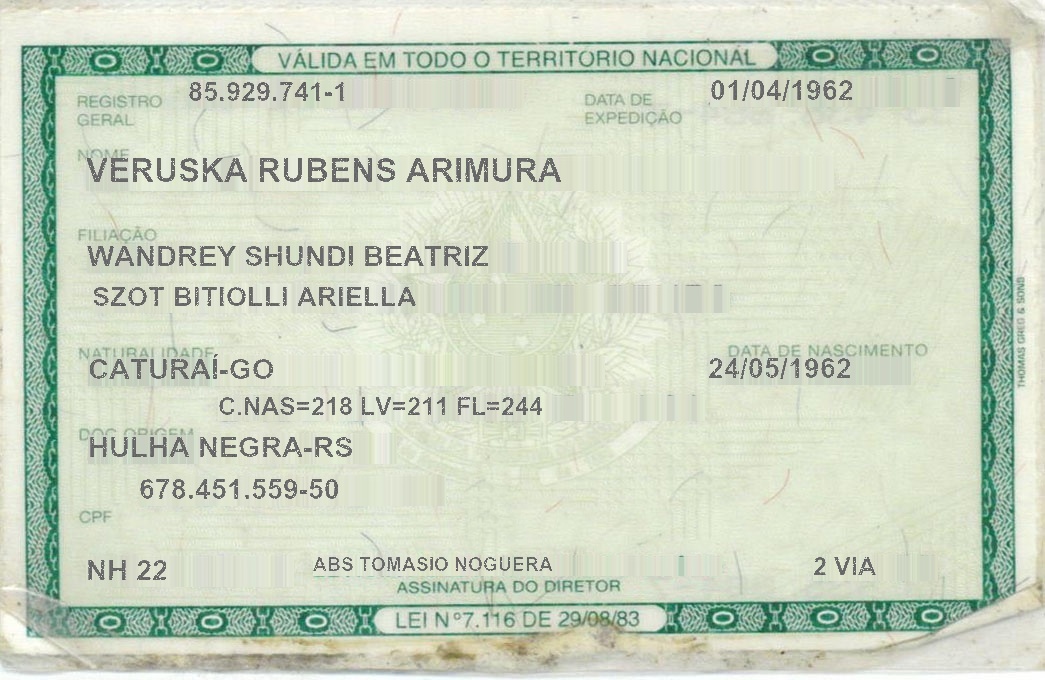 VÁLIDA EM TODO O TERRITÓRIO NACIONAL
REGISTRO GERAL 85.929.741-1 DATA DE EXPEDIÇÃO 01/04/1962
NOME
VERUSKA RUBENS ARIMURA
FILIAÇÃO
WANDREY SHUNDI BEATRIZ
SZOT BITIOLLI ARIELLA
NATURALIDADE DATA DE NASCIMENTO
CATURAÍ-GO 24/05/1962
C.NAS=218 LV=211 FL=244
DOC ORIGEM
HULHA NEGRA-RS
678.451.559-50
CPF
NH 22 ABS TOMASIO NOGUERA 2 VIA
ASSINATURA DO DIRETOR
LEI Nº7.116 DE 29/08/83
THOMAS GREG & SONS